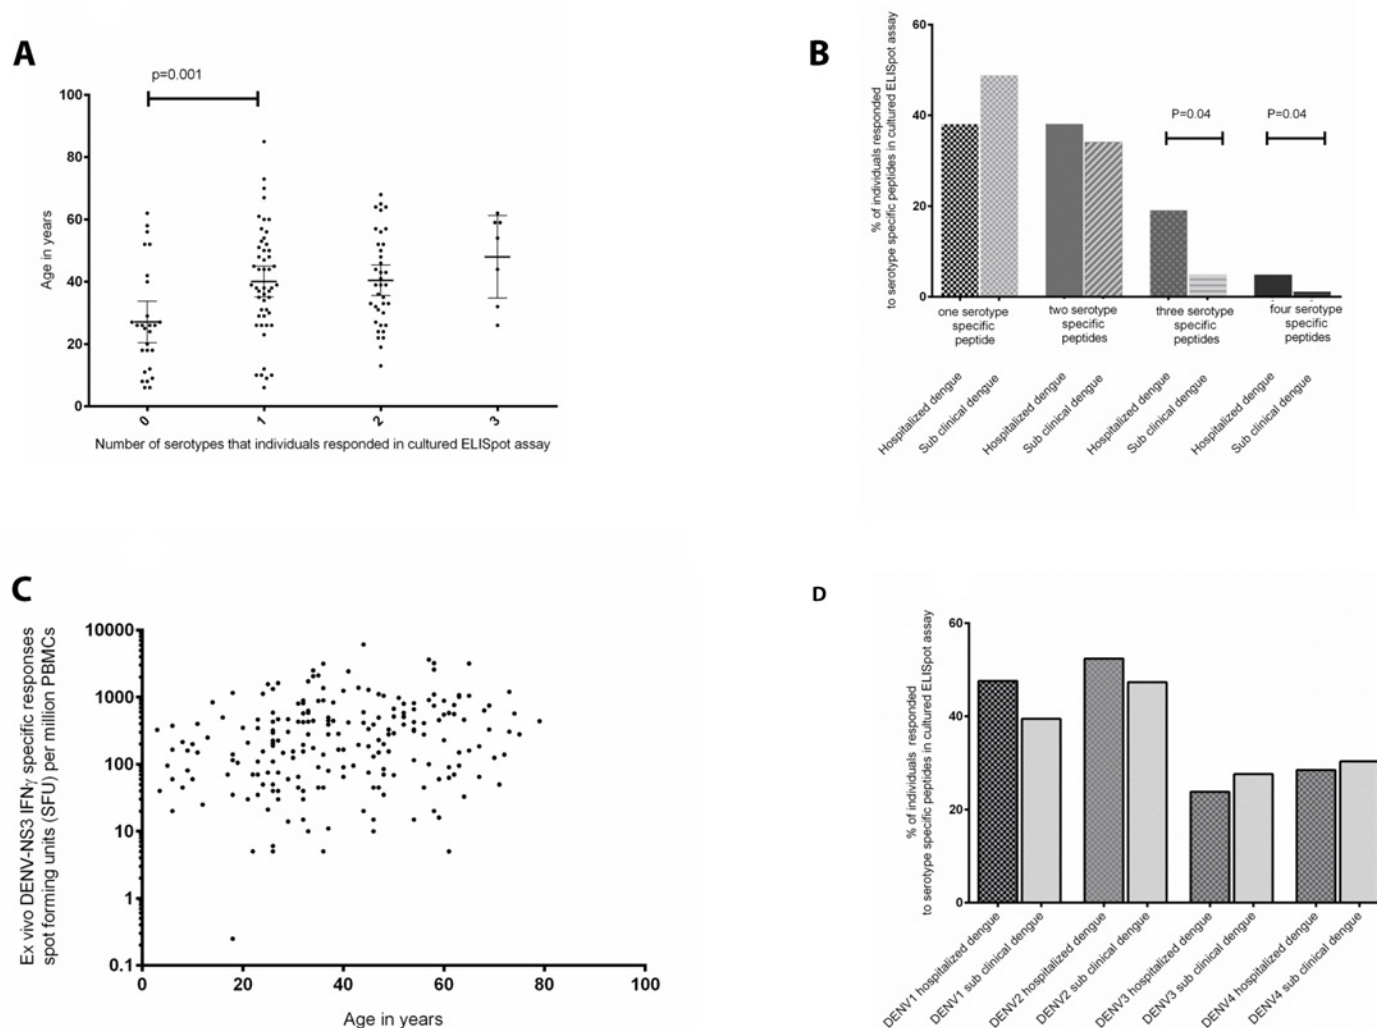 A
p=0.001
100
80
60
40
20
0
Age in years
0 1 2 3
Number of serotypes that individuals responded in cultured ELISpot assay
B
60
40
20
0
% of individuals responded
to serotype specific peptides in cultured ELISpot assay
P=0.04
P=0.04
one serotype
specific
peptide
two serotype
specific
peptides
three serotype
specific
peptides
four serotype
specific
peptides
Hospitalized dengue
Sub clinical dengue
Hospitalized dengue
Sub clinical dengue
Hospitalized dengue
Sub clinical dengue
Hospitalized dengue
Sub clinical dengue
C
Ex vivo DENV-NS3 IFNγ specific responses
spot forming units (SFU) per million PBMCs
10000
1000
100
10
1
0.1
0 20 40 60 80 100
Age in years
D
% of individuals responded
to serotype specific peptides in cultured ELISpot assay
60
40
20
0
DENV1 hospitalized dengue
DENV1 sub clinical dengue
DENV2 hospitalized dengue
DENV2 sub clinical dengue
DENV3 hospitalized dengue
DENV3 sub clinical dengue
DENV4 hospitalized dengue
DENV4 sub clinical dengue